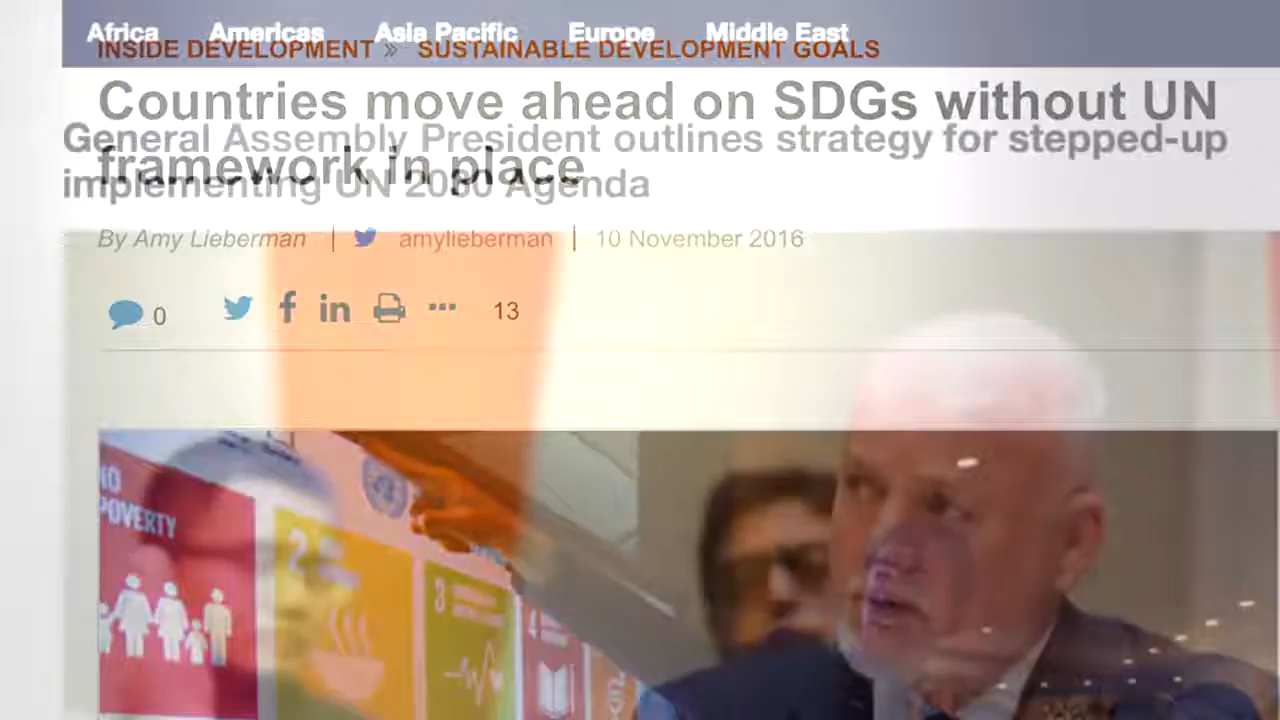 Africa Americas Asia Pacific Europe Middle East
INSIDE DEVELOPMENT » SUSTAINABLE DEVELOPMENT GOALS
Countries move ahead on SDGs without UN
General Assembly President outlines strategy for stepped-up
framework in place
implementing UN 2030 Agenda
By Amy Lieberman | amylieberman | 10 November 2016
0 13
NO
POVERTY
2
3
4